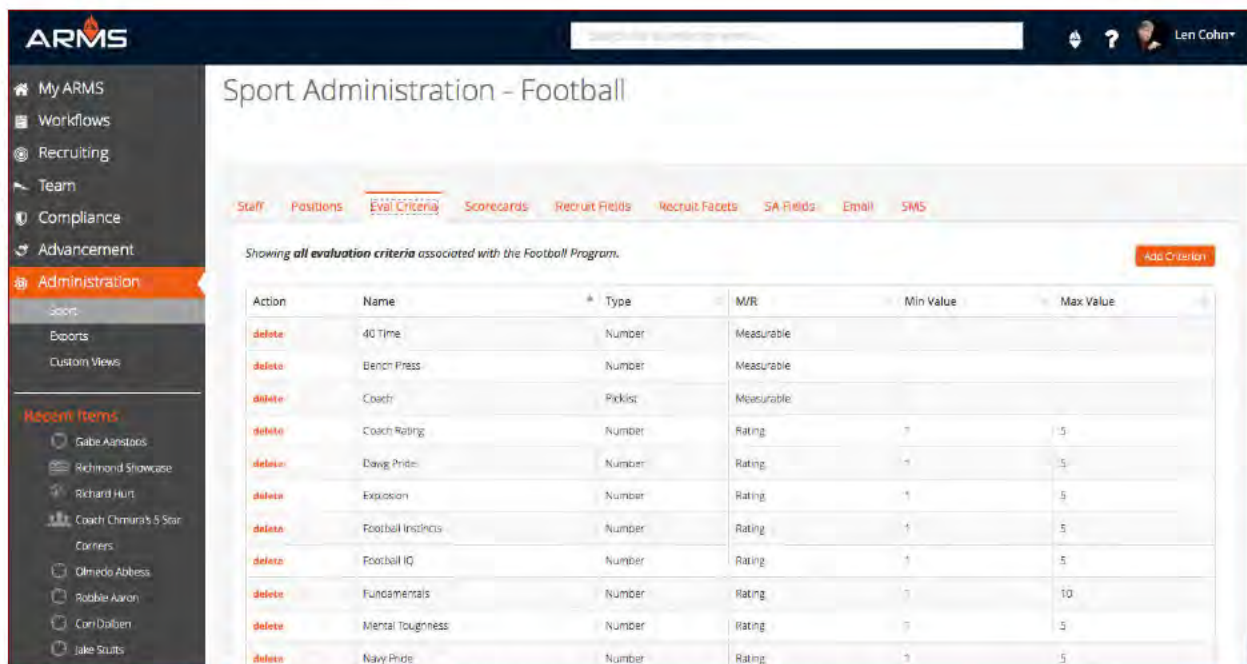 ARMS
? Len Cohn
My ARMS
Workflows
Recruiting
Team
Compliance
Advancement
Administration
Sport
Exports
Custom Views
Recent Items
Gabe Aanstoos
Richmond Showcase
Richard Hurt
Coach Chmura's 5 Star
Corners
Olmedo Abbess
Robbie Aaron
Cori Dolben
Jake Stutts
Sport Administration - Football
Staff Positions Eval Criteria Scorecards Recruit Fields Recruit Facets SA Fields Email SMS
Showing all evaluation criteria associated with the Football Program.
Add Criterion
Action Name Type M/R Min Value Max Value
delete 40 Time Number Measurable
delete Bench Press Number Measurable
delete Coach Picklist Measurable
delete Coach Rating Number Rating 1 5
delete Dawg Pride Number Rating 1 5
delete Explosion Number Rating 1 5
delete Football Instincts Number Rating 1 5
delete Football IQ Number Rating 1 5
delete Fundamentals Number Rating 1 10
delete Mental Toughness Number Rating 1 5
delete Navy Pride Number Rating 1 5